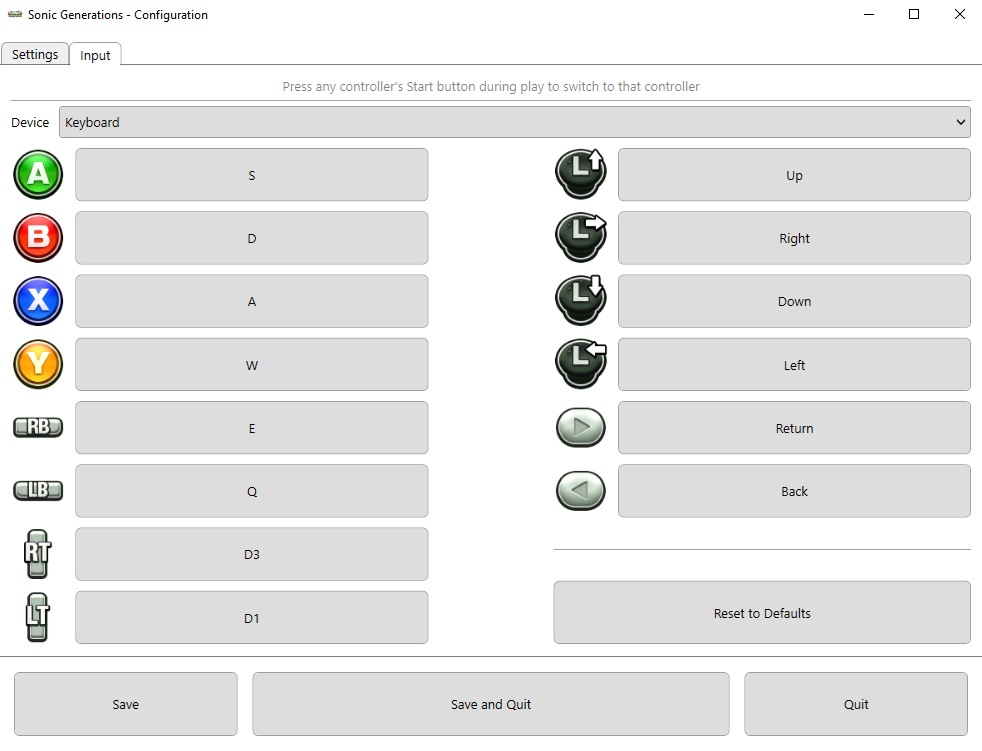 Sonic Generations - Configuration
Settings
Input
Press any controller's Start button during play to switch to that controller
Device
Keyboard
A
S
B
D
X
A
Y
W
RB
E
LB
Q
RT
D3
LT
D1
L
Up
L
Right
L
Down
L
Left
Return
Back
Reset to Defaults
Save
Save and Quit
Quit